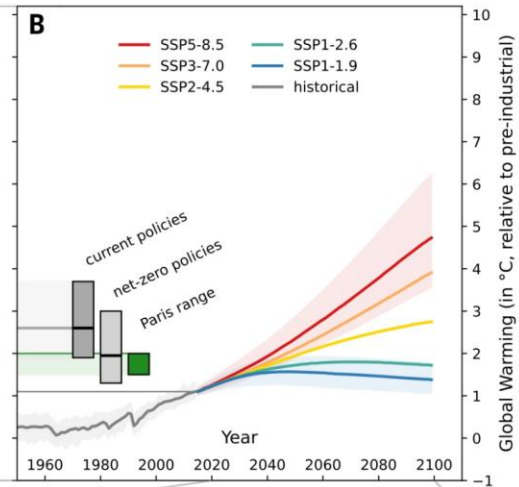 B
SSP5-8.5
SSP3-7.0
SSP2-4.5
SSP1-2.6
SSP1-1.9
historical
current policies
net-zero policies
Paris range
10
9
8
7
6
5
4
3
2
1
0
−1
Global Warming (in °C, relative to pre-industrial)
Year
1960 1980 2000 2020 2040 2060 2080 2100